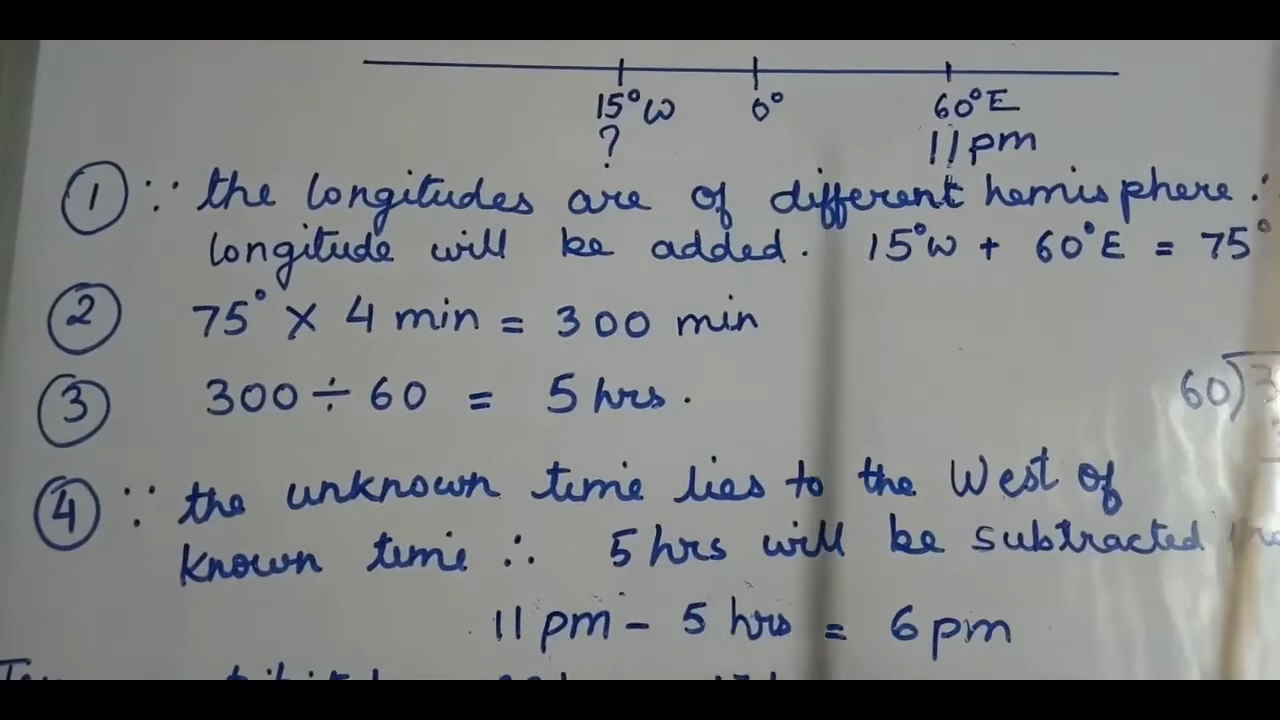 15°W 0° 60°E
? 11pm
① ∵ the longitudes are of different hemisphere ∴
longitude will be added. 15°W + 60°E = 75°
② 75° × 4 min = 300 min
③ 300 ÷ 60 = 5 hrs.
60)3
④ ∵ the unknown time lies to the West of
known time ∴ 5 hrs will be subtracted
11 pm - 5 hrs = 6 pm